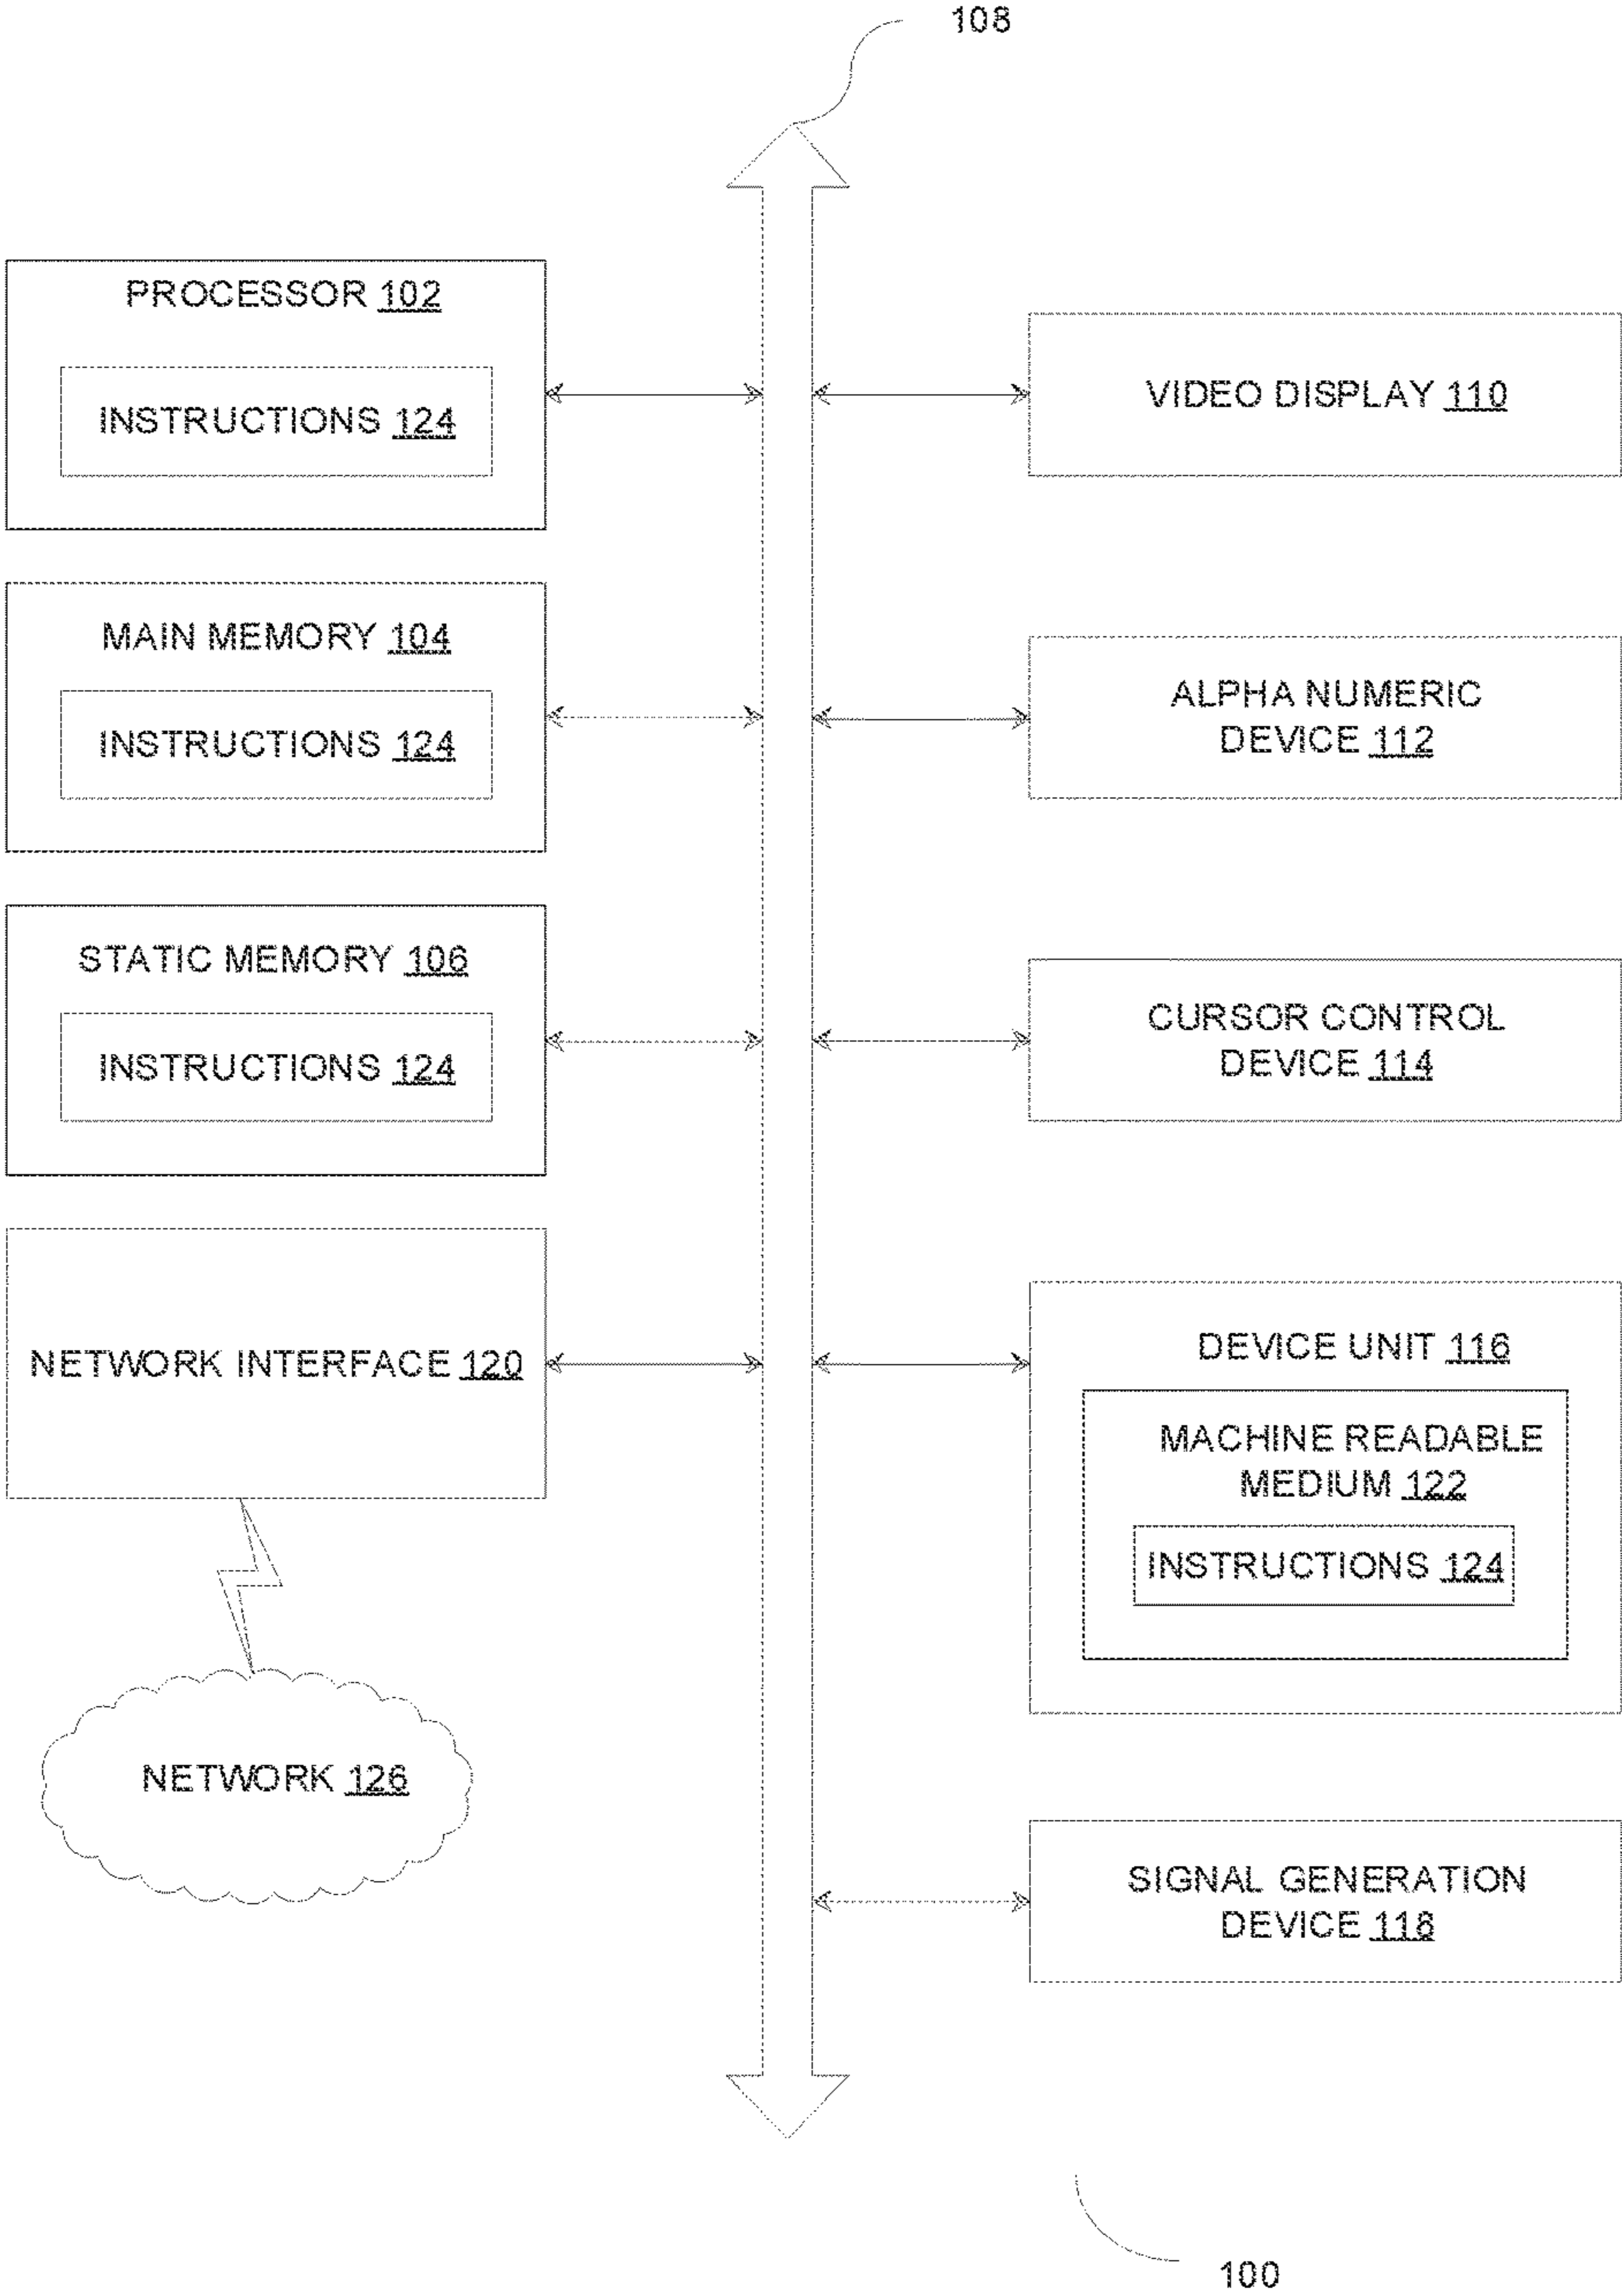 108
PROCESSOR 102
INSTRUCTIONS 124
MAIN MEMORY 104
INSTRUCTIONS 124
STATIC MEMORY 106
INSTRUCTIONS 124
NETWORK INTERFACE 120
NETWORK 126
VIDEO DISPLAY 110
ALPHA NUMERIC
DEVICE 112
CURSOR CONTROL
DEVICE 114
DEVICE UNIT 116
MACHINE READABLE
MEDIUM 122
INSTRUCTIONS 124
SIGNAL GENERATION
DEVICE 118
100